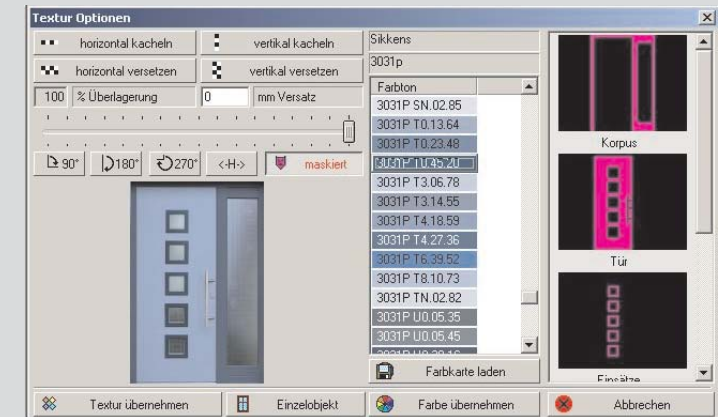 Textur Optionen
horizontal kacheln
vertikal kacheln
horizontal versetzen
vertikal versetzen
100 % Überlagerung 0 mm Versatz
90° 180° 270° <-H-> maskiert
Sikkens
3031p
Farbton
3031P SN.02.85
3031P T0.13.64
3031P T0.23.48
3031P T0.45.20
3031P T3.06.78
3031P T3.14.55
3031P T4.18.59
3031P T4.27.36
3031P T6.39.52
3031P T8.10.73
3031P TN.02.82
3031P U0.05.35
3031P U0.05.45
Farbkarte laden
Korpus
Tür
Einsätze
Textur übernehmen
Einzelobjekt
Farbe übernehmen
Abbrechen